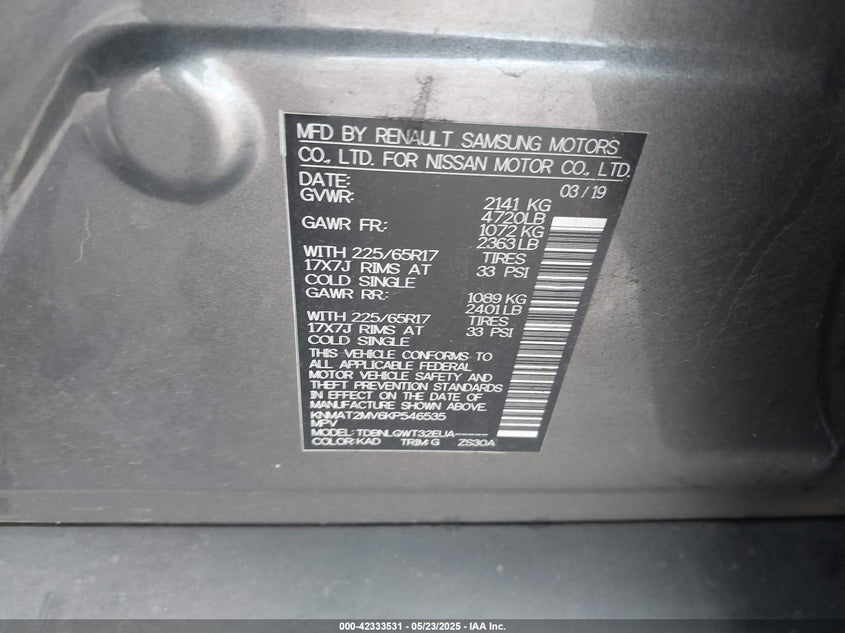 MFD BY RENAULT SAMSUNG MOTORS
CO., LTD. FOR NISSAN MOTOR CO., LTD.
DATE: 03/19
GVWR: 2141 KG
4720LB
GAWR FR: 1072 KG
2363LB
WITH 225/65R17 TIRES
17X7J RIMS AT 33 PSI
COLD SINGLE
GAWR RR: 1089 KG
2401LB
WITH 225/65R17 TIRES
17X7J RIMS AT 33 PSI
COLD SINGLE
THIS VEHICLE CONFORMS TO
ALL APPLICABLE FEDERAL
MOTOR VEHICLE SAFETY AND
THEFT PREVENTION STANDARDS
IN EFFECT ON THE DATE OF
MANUFACTURE SHOWN ABOVE.
KNMAT2MV6KP546535
MPV
MODEL: TDBNLQWT32EUA-----
COLOR: KAD TRIM: G ZS30A
000-42333531 - 05/23/2025 - IAA Inc.